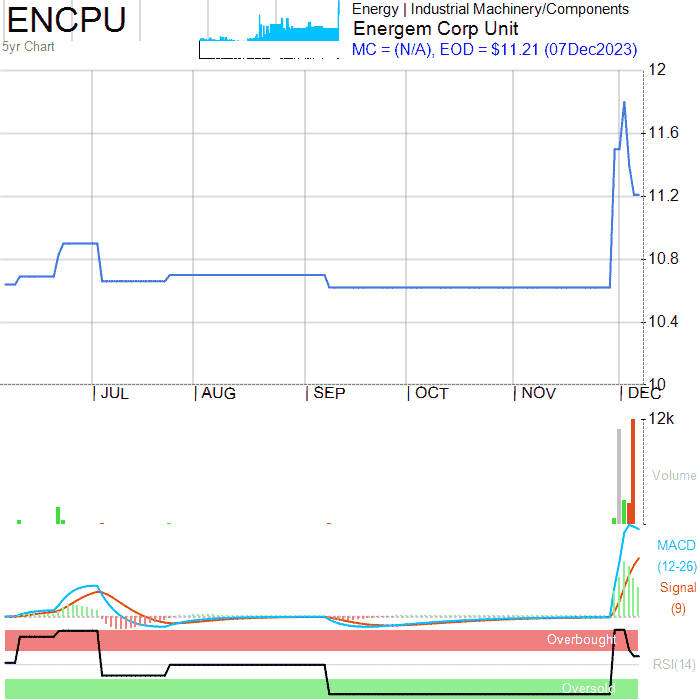 ENCPU
5yr Chart
Energy | Industrial Machinery/Components
Energem Corp Unit
MC = (N/A), EOD = $11.21 (07Dec2023)
12
11.6
11.2
10.8
10.4
10
JUL AUG SEP OCT NOV DEC
12k
Volume
MACD
(12-26)
Signal
(9)
Overbought
RSI(14)
Oversold